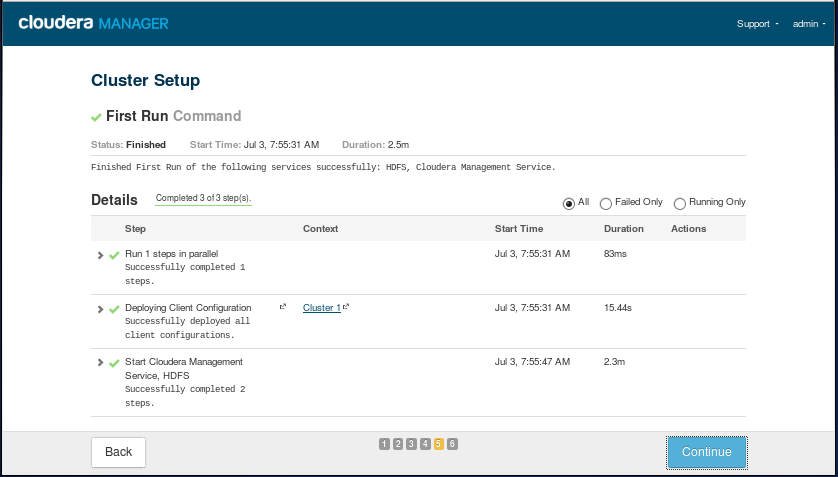 cloudera MANAGER
Support admin
Cluster Setup
First Run Command
Status: Finished Start Time: Jul 3, 7:55:31 AM Duration: 2.5m
Finished First Run of the following services successfully: HDFS, Cloudera Management Service.
Details Completed 3 of 3 step(s). All Failed Only Running Only
Step Context Start Time Duration Actions
Run 1 steps in parallel Jul 3, 7:55:31 AM 83ms
Successfully completed 1
steps.
Deploying Client Configuration Cluster 1 Jul 3, 7:55:31 AM 15.44s
Successfully deployed all
client configurations.
Start Cloudera Management Jul 3, 7:55:47 AM 2.3m
Service, HDFS
Successfully completed 2
steps.
Back 1 2 3 4 5 6 Continue